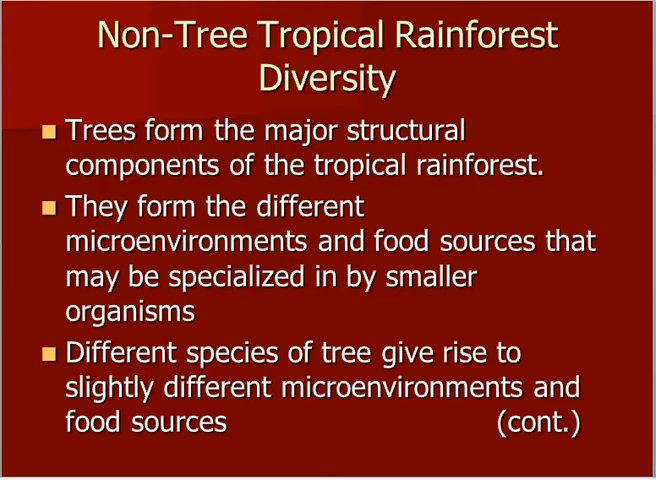 Non-Tree Tropical Rainforest
Diversity
Trees form the major structural
components of the tropical rainforest.
They form the different
microenvironments and food sources that
may be specialized in by smaller
organisms
Different species of tree give rise to
slightly different microenvironments and
food sources (cont.)